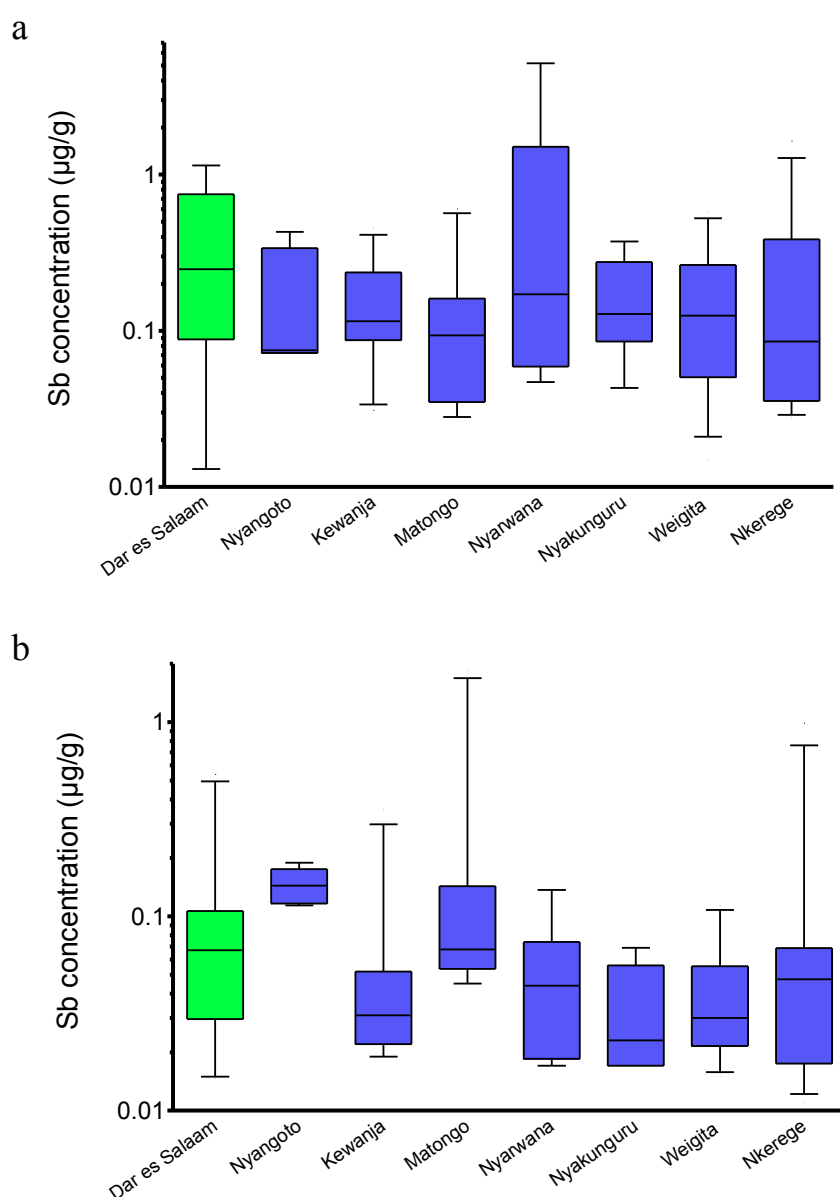 a
Sb concentration (µg/g)
1
0.1
0.01
Dar es Salaam
Nyangoto
Kewanja
Matongo
Nyarwana
Nyakunguru
Weigita
Nkerege
b
Sb concentration (µg/g)
1
0.1
0.01
Dar es Salaam
Nyangoto
Kewanja
Matongo
Nyarwana
Nyakunguru
Weigita
Nkerege